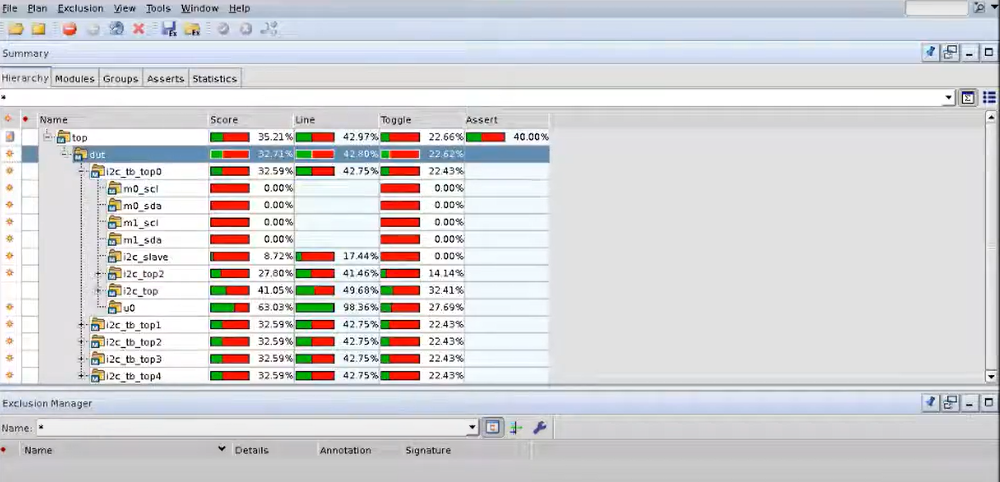 File Plan Exclusion View Tools Window Help
Ex Ex
Summary
Hierarchy Modules Groups Asserts Statistics
*
Name Score Line Toggle Assert
top 35.21% 42.97% 22.66% 40.00%
dut 32.71% 42.80% 22.62%
i2c_tb_top0 32.59% 42.75% 22.43%
m0_scl 0.00% 0.00%
m0_sda 0.00% 0.00%
m1_scl 0.00% 0.00%
m1_sda 0.00% 0.00%
i2c_slave 8.72% 17.44% 0.00%
i2c_top2 27.80% 41.46% 14.14%
i2c_top 41.05% 49.68% 32.41%
u0 63.03% 98.36% 27.69%
i2c_tb_top1 32.59% 42.75% 22.43%
i2c_tb_top2 32.59% 42.75% 22.43%
i2c_tb_top3 32.59% 42.75% 22.43%
i2c_tb_top4 32.59% 42.75% 22.43%
Exclusion Manager
Name: *
Name Details Annotation Signature